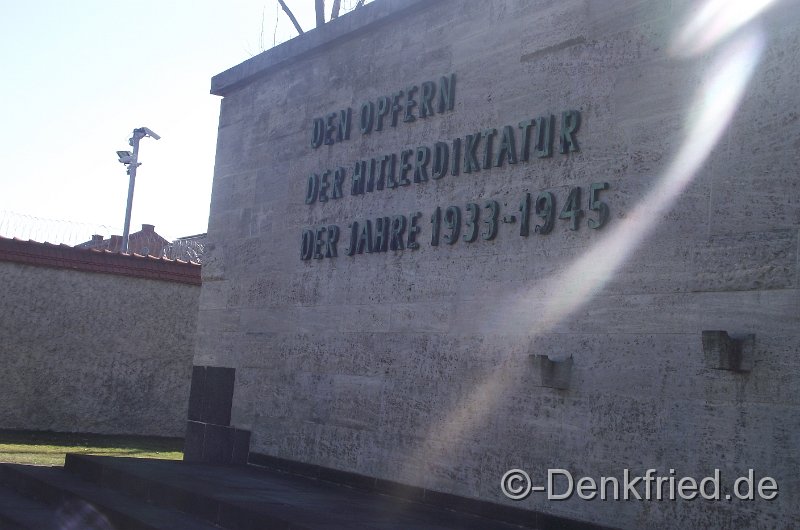 DEN OPFERN
DER HITLERDIKTATUR
DER JAHRE 1933-1945
©-Denkfried.de